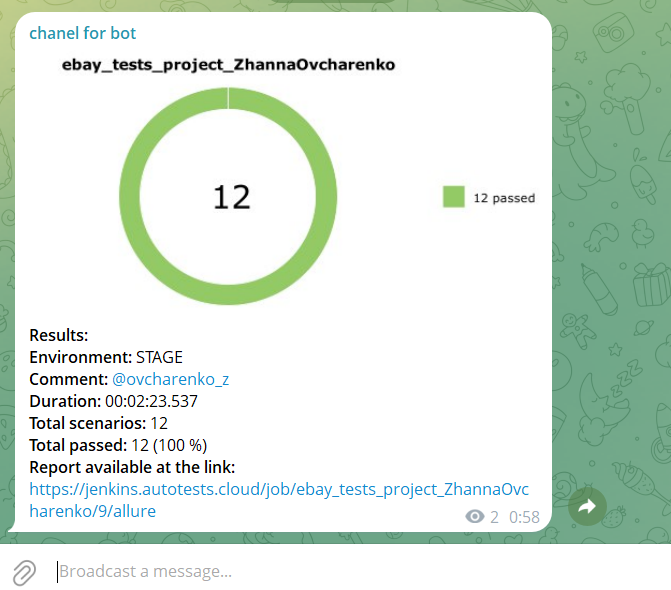 chanel for bot
ebay_tests_project_ZhannaOvcharenko
12
12 passed
Results:
Environment: STAGE
Comment: @ovcharenko_z
Duration: 00:02:23.537
Total scenarios: 12
Total passed: 12 (100 %)
Report available at the link:
https://jenkins.autotests.cloud/job/ebay_tests_project_ZhannaOvc
harenko/9/allure
2 0:58
Broadcast a message...